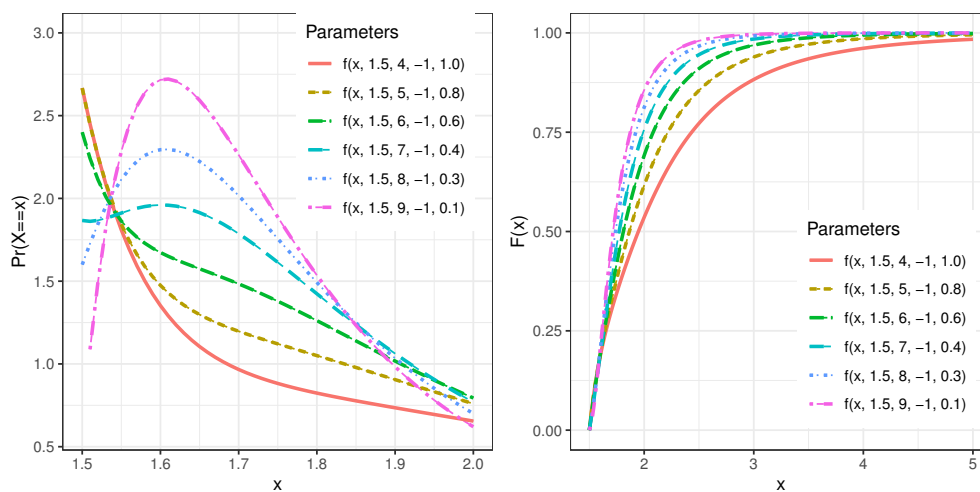 Parameters
f(x, 1.5, 4, −1, 1.0)
f(x, 1.5, 5, −1, 0.8)
f(x, 1.5, 6, −1, 0.6)
f(x, 1.5, 7, −1, 0.4)
f(x, 1.5, 8, −1, 0.3)
f(x, 1.5, 9, −1, 0.1)
3.0
2.5
2.0
1.5
1.0
0.5
Pr(X==x)
1.5 1.6 1.7 1.8 1.9 2.0
x
1.00
0.75
0.50
0.25
0.00
F(x)
Parameters
f(x, 1.5, 4, −1, 1.0)
f(x, 1.5, 5, −1, 0.8)
f(x, 1.5, 6, −1, 0.6)
f(x, 1.5, 7, −1, 0.4)
f(x, 1.5, 8, −1, 0.3)
f(x, 1.5, 9, −1, 0.1)
2 3 4 5
x